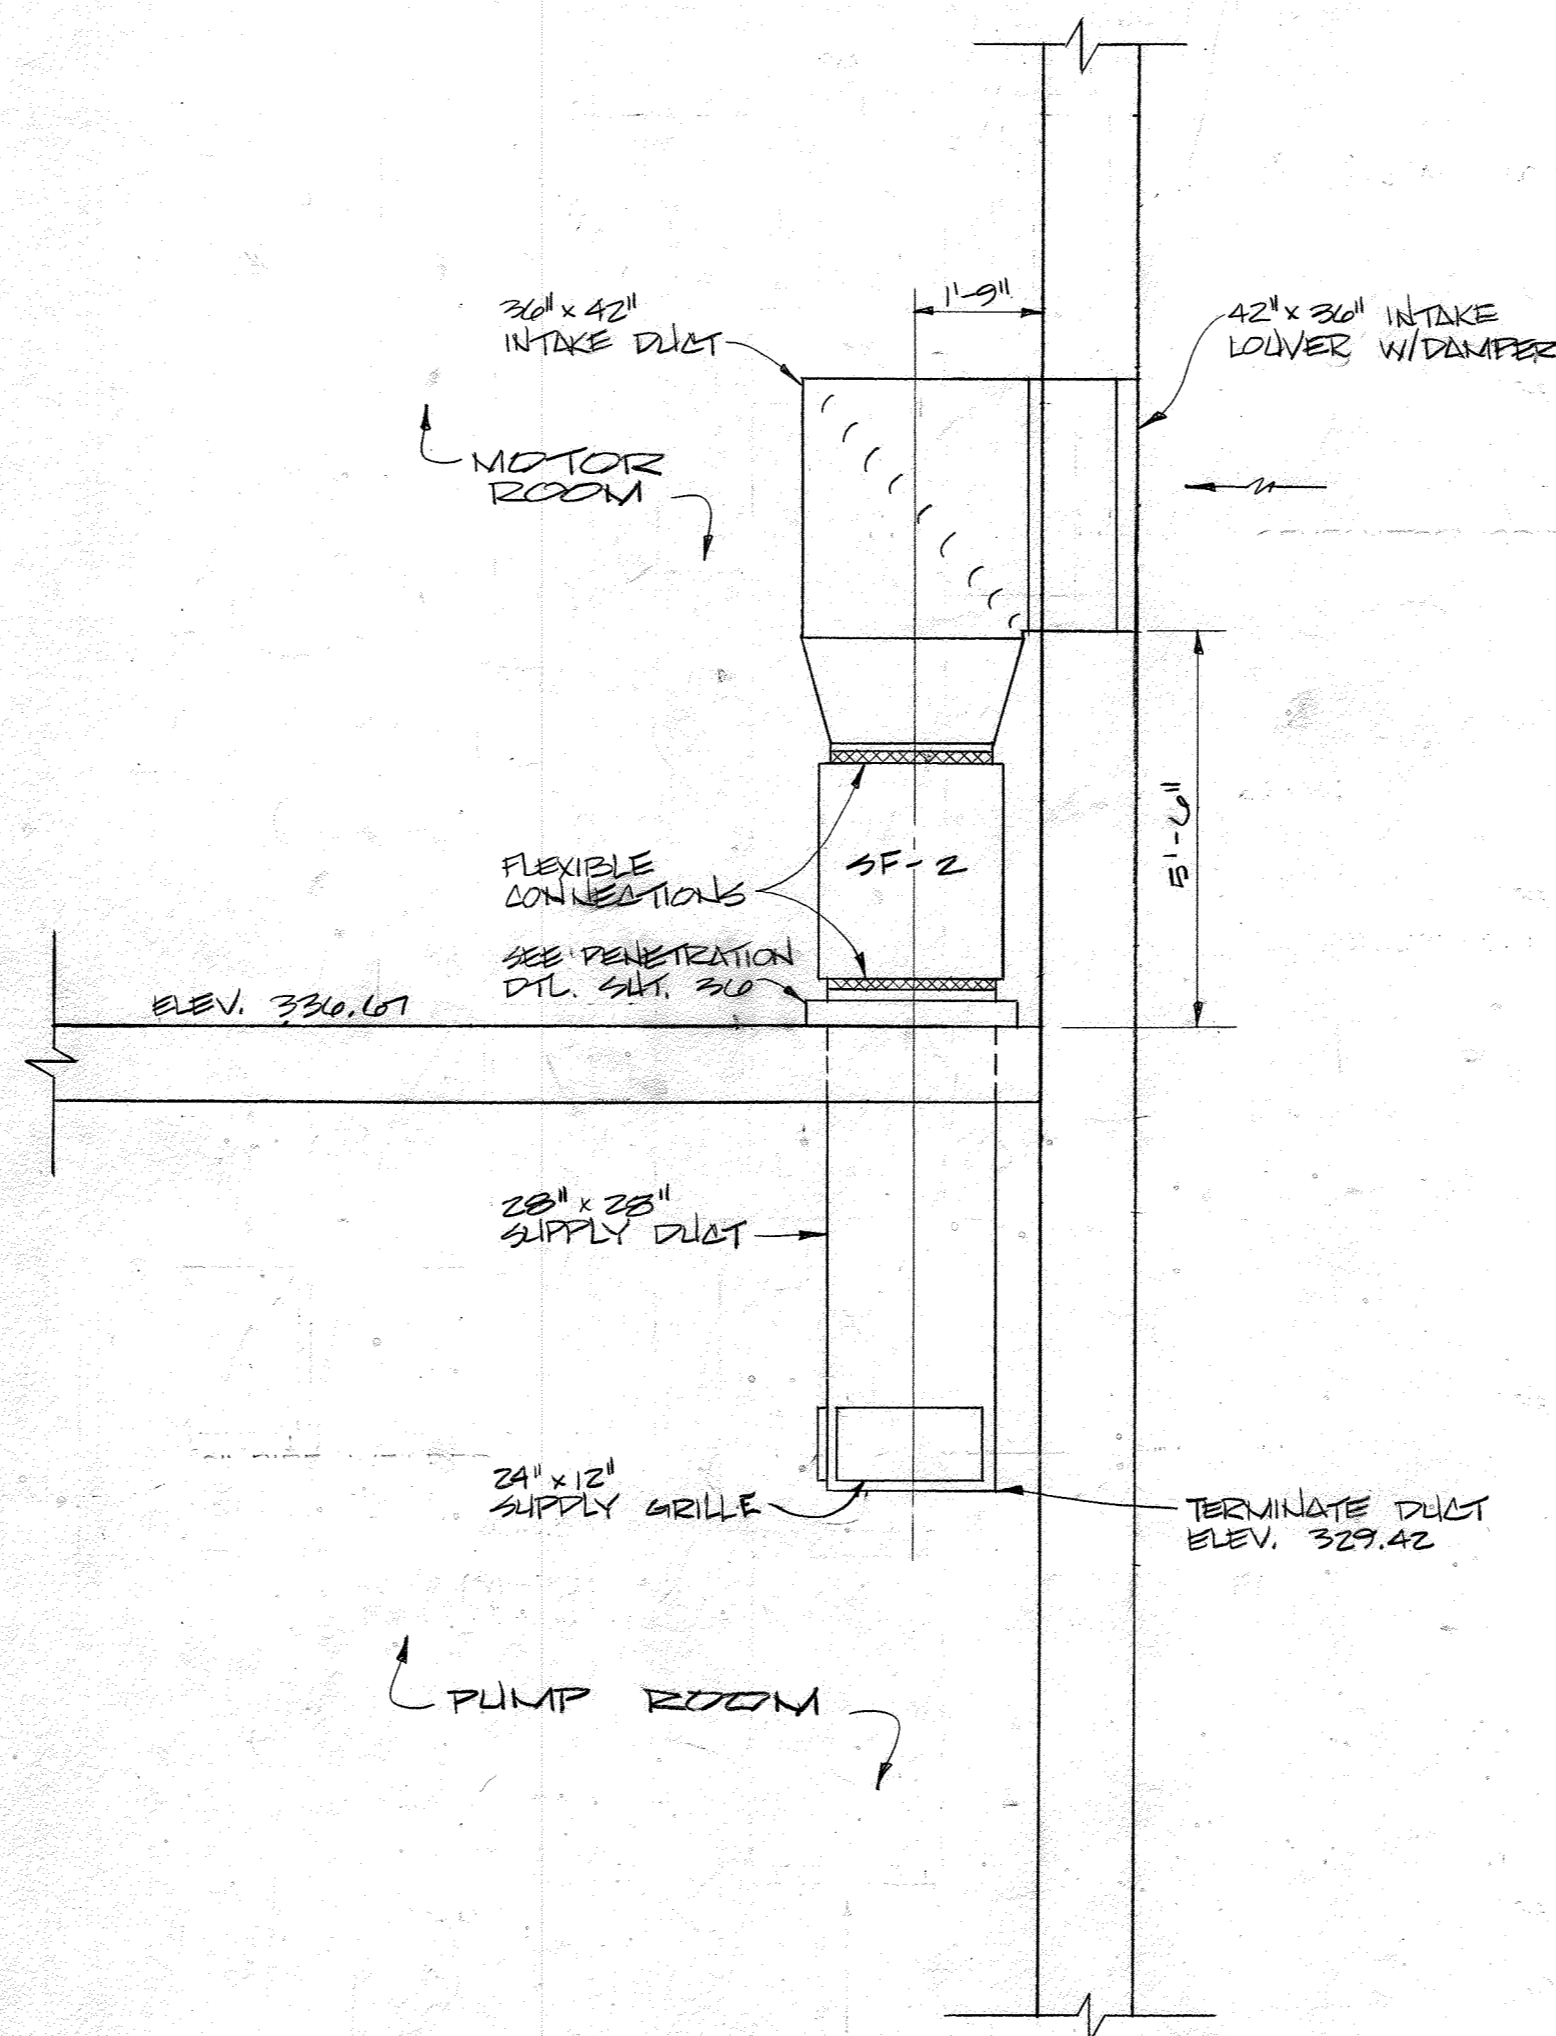 1'-9"
36" x 42"
INTAKE DUCT
42" x 36" INTAKE
LOUVER W/DAMPER
MOTOR
ROOM
5'-6"
FLEXIBLE
CONNECTIONS
SF-2
SEE PENETRATION
DTL. SHT. 36
ELEV. 336.67
28" x 28"
SUPPLY DUCT
24" x 12"
SUPPLY GRILLE
TERMINATE DUCT
ELEV. 329.42
PUMP ROOM